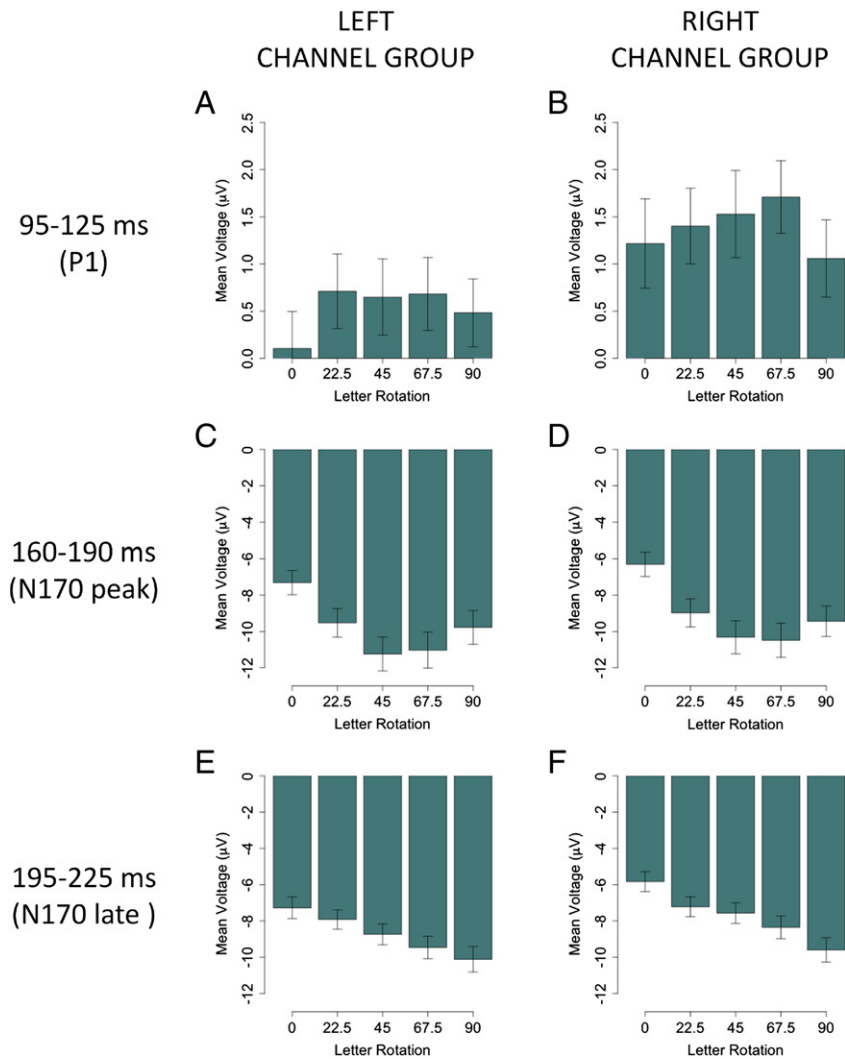 LEFT
CHANNEL GROUP
RIGHT
CHANNEL GROUP
95-125 ms
(P1)
A
Mean Voltage (µV)
2.5
2.0
1.5
1.0
0.5
0.0
0 22.5 45 67.5 90
Letter Rotation
B
Mean Voltage (µV)
2.5
2.0
1.5
1.0
0.5
0.0
0 22.5 45 67.5 90
Letter Rotation
160-190 ms
(N170 peak)
C
Mean Voltage (µV)
0
-2
-4
-6
-8
-10
-12
0 22.5 45 67.5 90
Letter Rotation
D
Mean Voltage (µV)
0
-2
-4
-6
-8
-10
-12
0 22.5 45 67.5 90
Letter Rotation
195-225 ms
(N170 late )
E
Mean Voltage (µV)
0
-2
-4
-6
-8
-10
-12
0 22.5 45 67.5 90
Letter Rotation
F
Mean Voltage (µV)
0
-2
-4
-6
-8
-10
-12
0 22.5 45 67.5 90
Letter Rotation